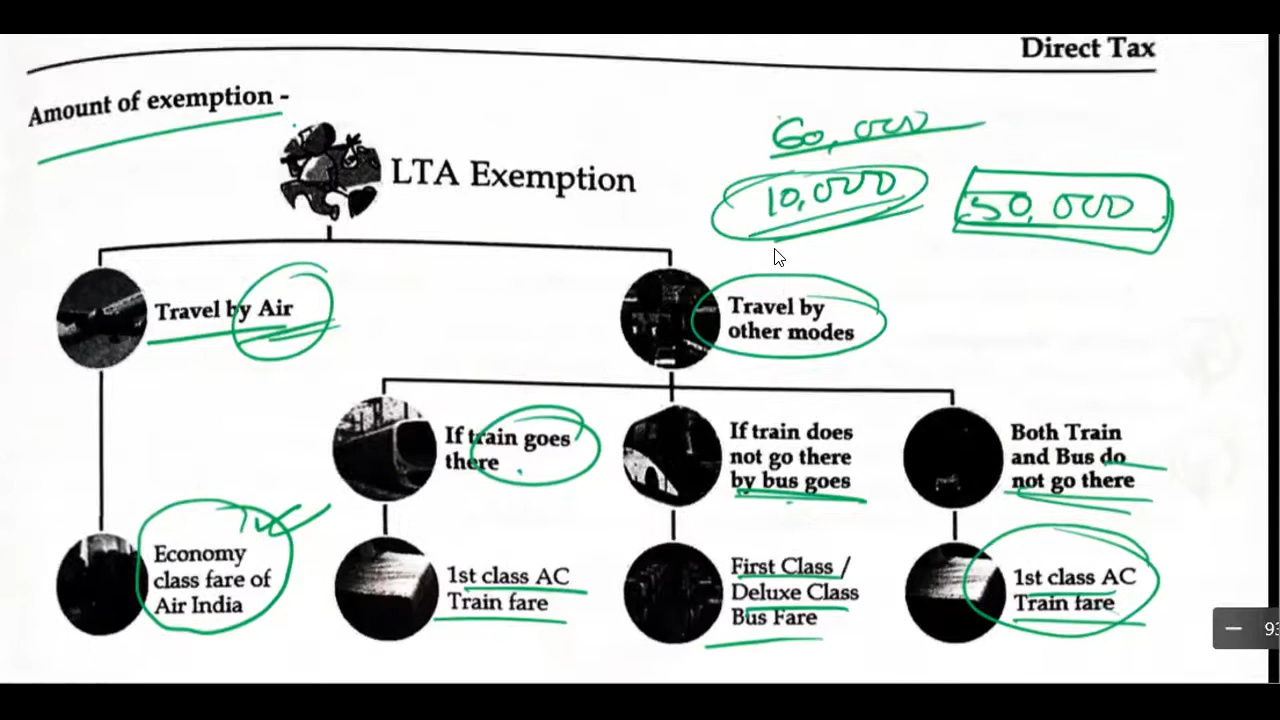 Direct Tax
Amount of exemption -
60,000
LTA Exemption
10,000
50,000
Travel by Air
Travel by
other modes
If train goes
there
If train does
not go there
by bus goes
Both Train
and Bus do
not go there
Economy
class fare of
Air India
1st class AC
Train fare
First Class /
Deluxe Class
Bus Fare
1st class AC
Train fare
93